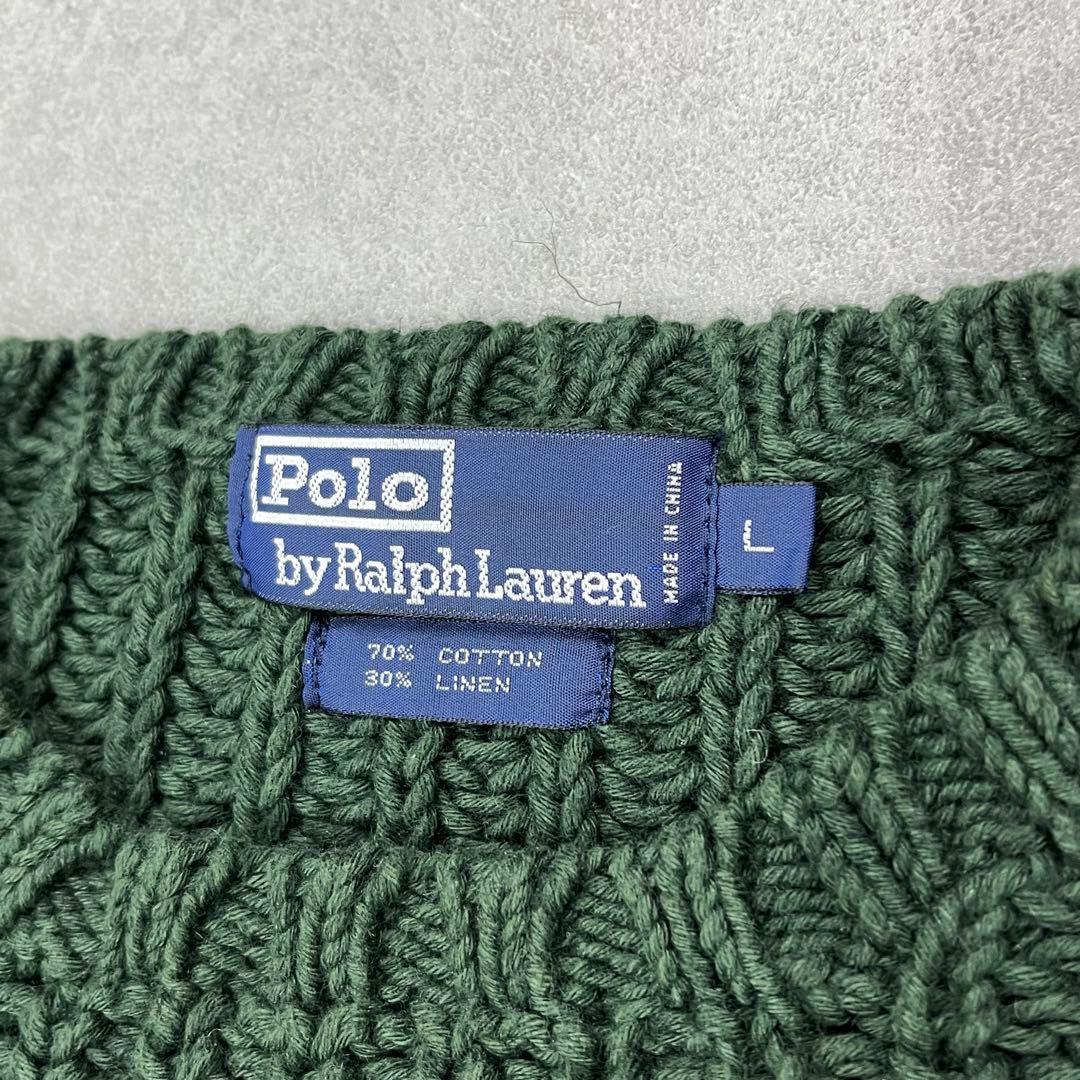 Polo
by Ralph Lauren
MADE IN CHINA
L
70% COTTON
30% LINEN